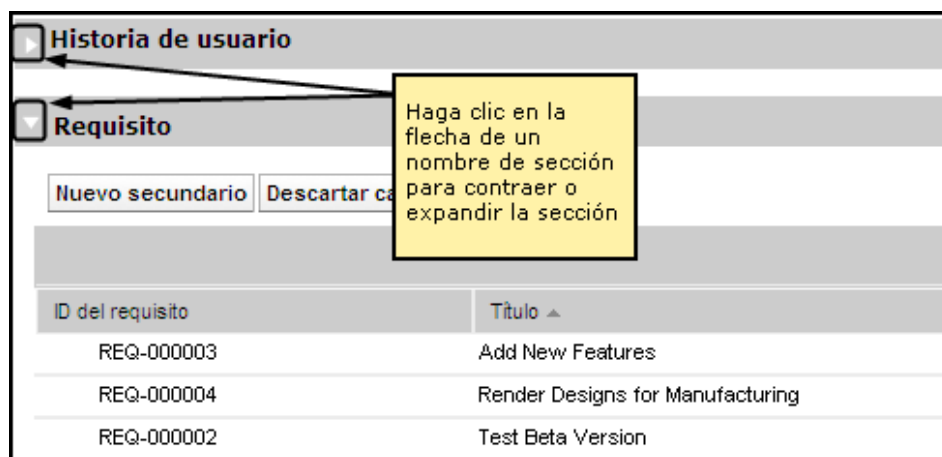 Historia de usuario
Haga clic en la
flecha de un
nombre de sección
para contraer o
expandir la sección
Requisito
Nuevo secundario
Descartar
ID del requisito
Título
REQ-000003
Add New Features
REQ-000004
Render Designs for Manufacturing
REQ-000002
Test Beta Version